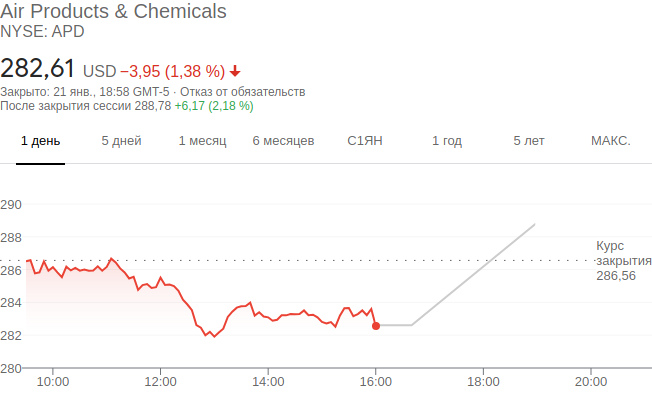 Air Products & Chemicals
NYSE: APD
282,61 USD −3,95 (1,38 %)
Закрыто: 21 янв., 18:58 GMT-5 · Отказ от обязательств
После закрытия сессии 288,78 +6,17 (2,18 %)
1 день 5 дней 1 месяц 6 месяцев С1ЯН 1 год 5 лет МАКС.
290
288
Курс
закрытия
286,56
286
284
282
280
10:00 12:00 14:00 16:00 18:00 20:00